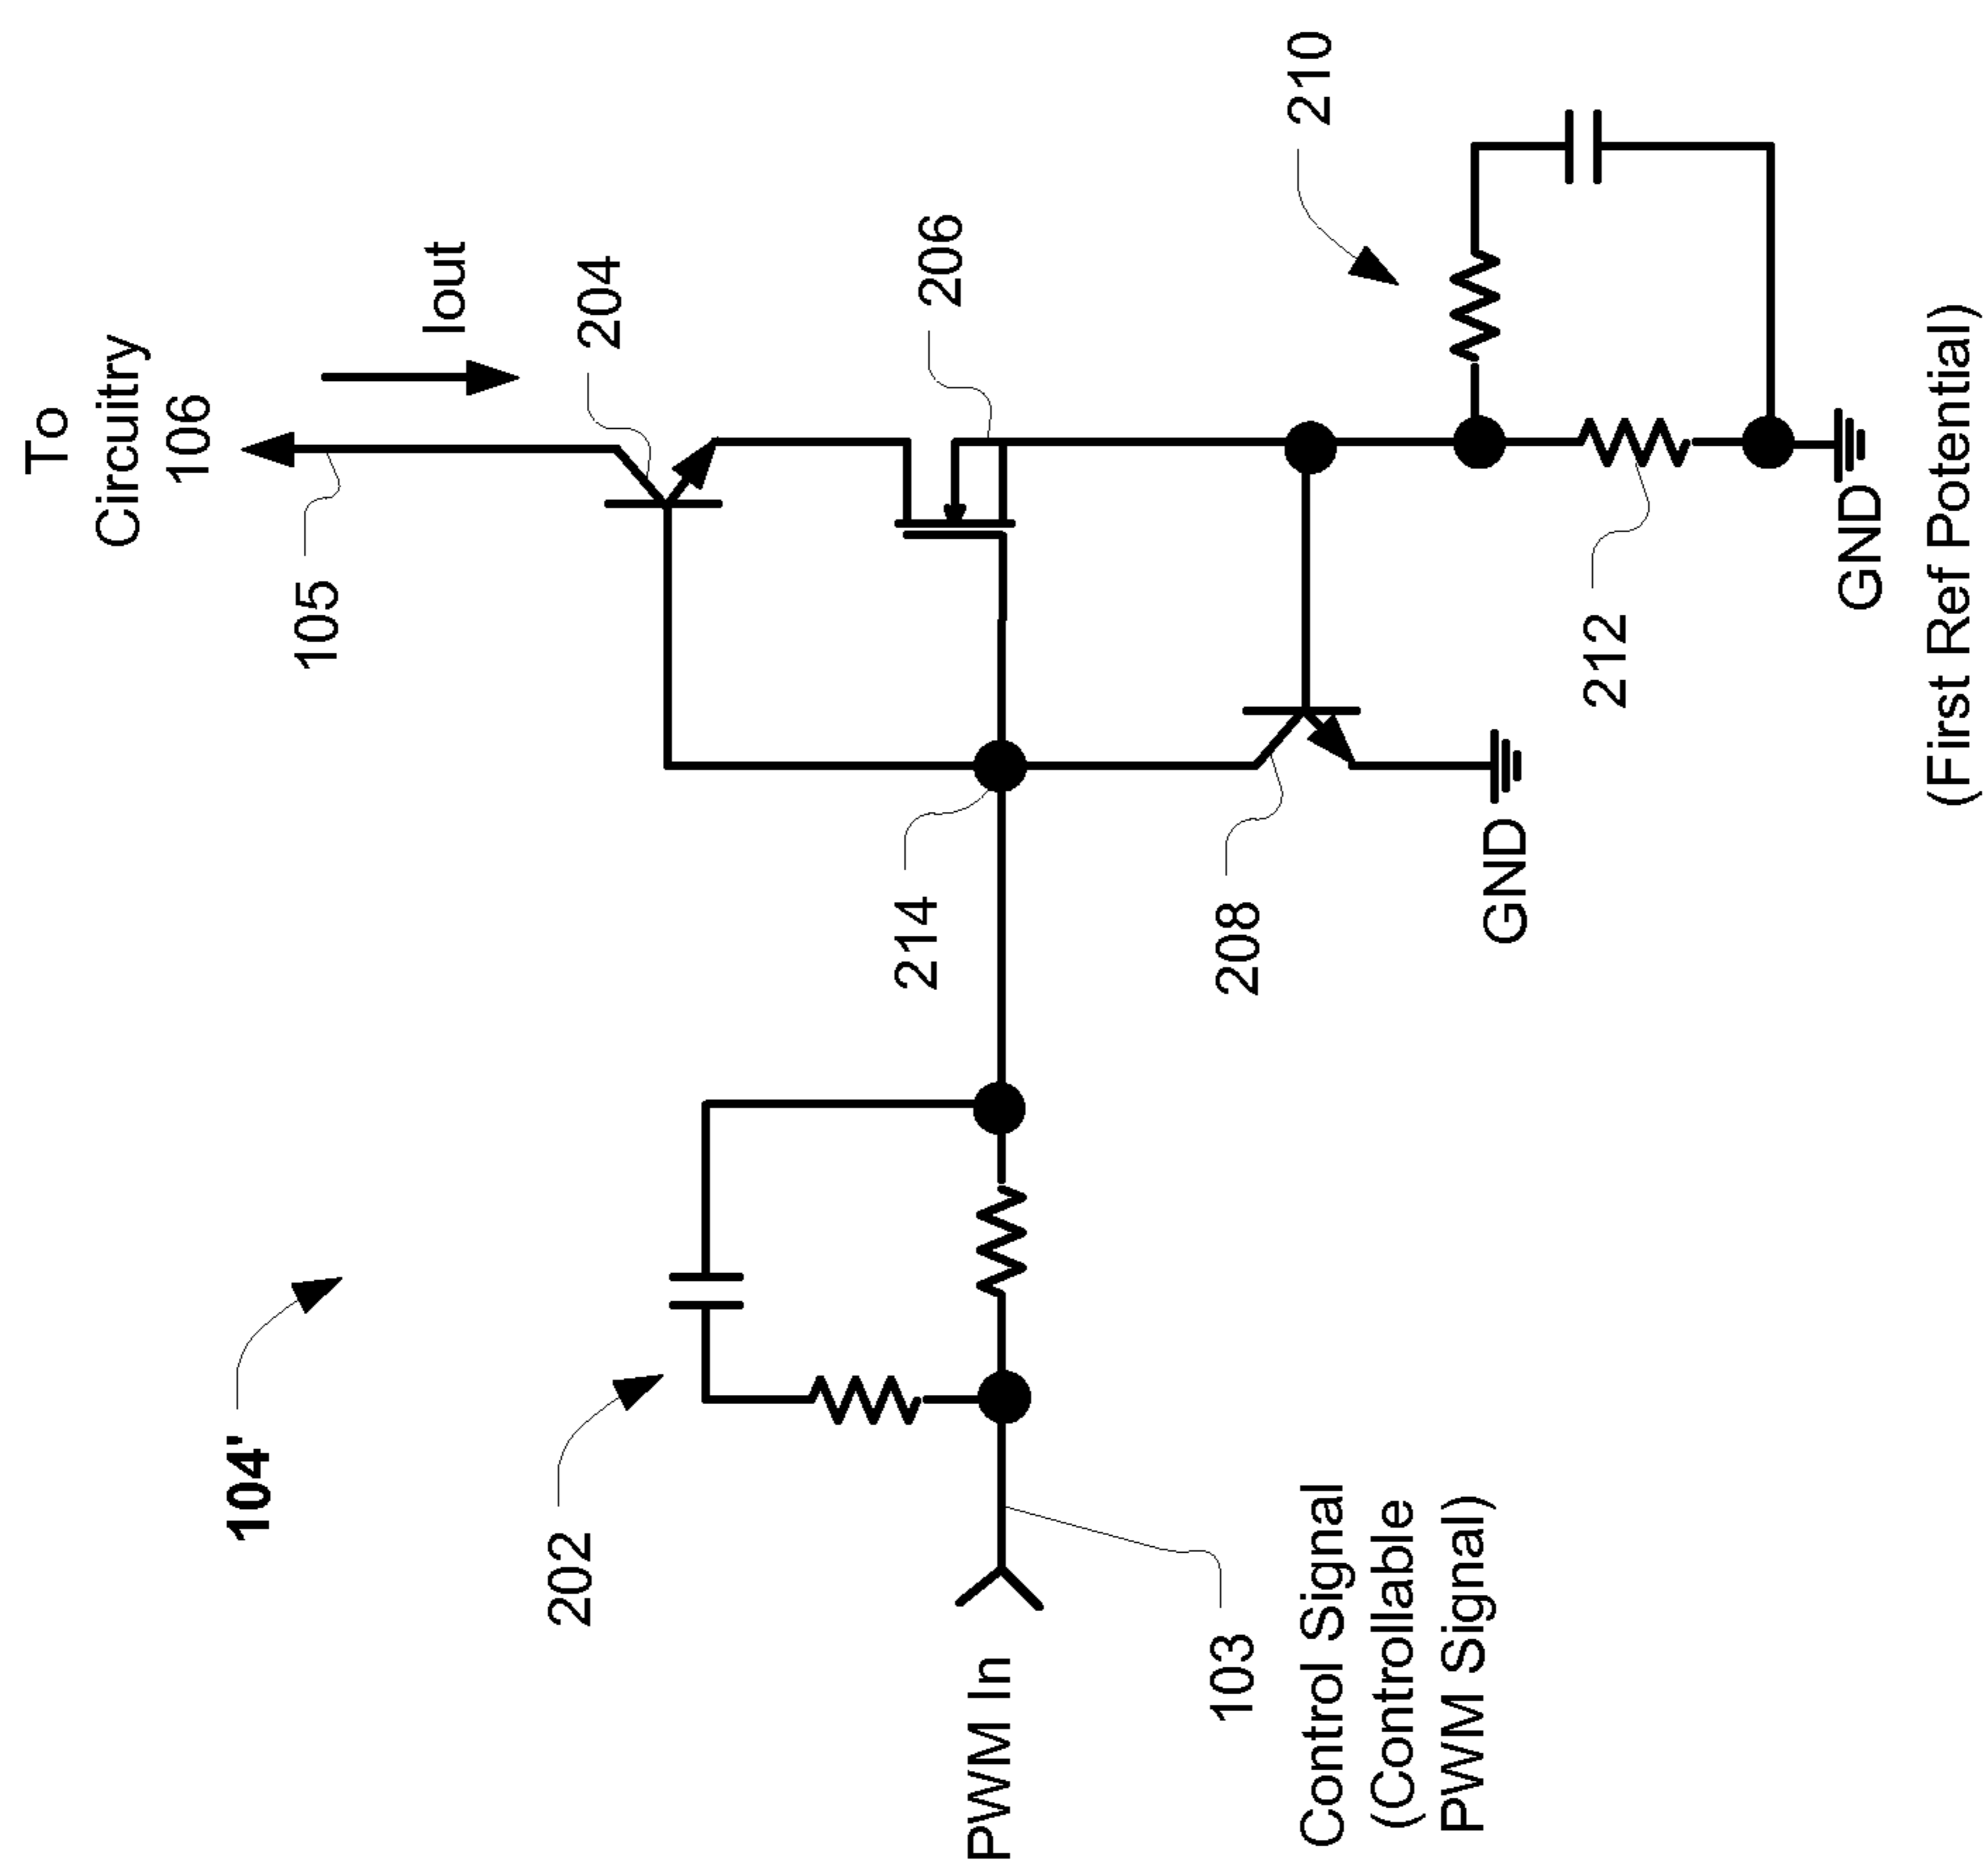 To
Circuitry
106
Iout
105
204
206
210
214
208
212
GND
GND
(First Ref Potential)
104'
202
PWM In
103
Control Signal
(Controllable
PWM Signal)